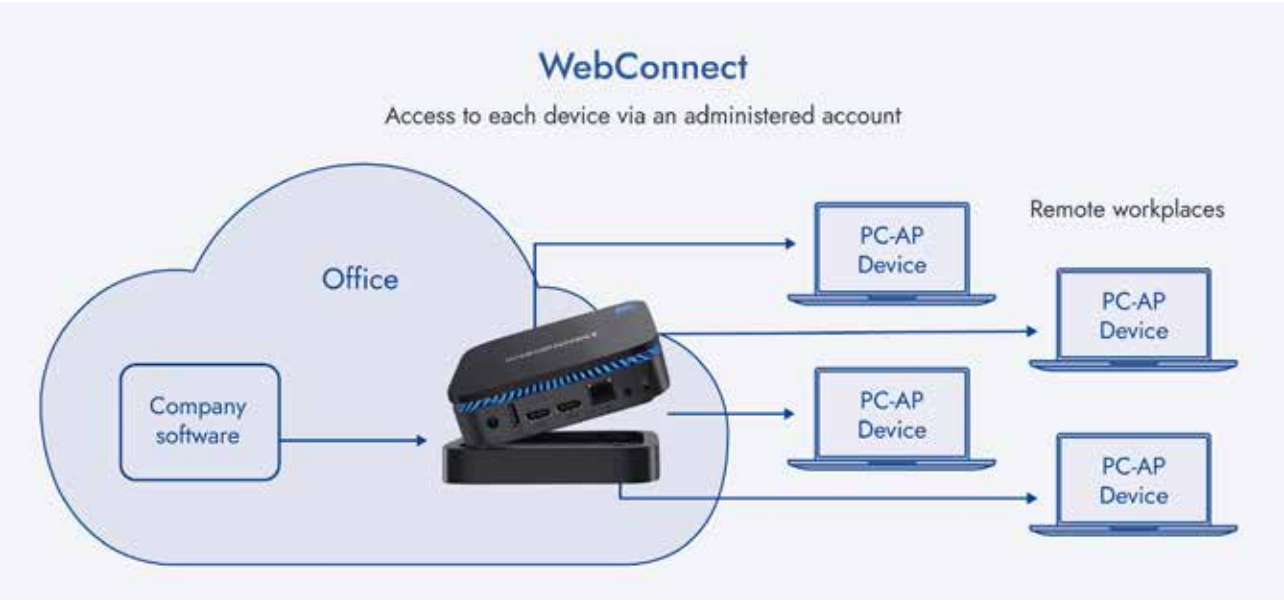 WebConnect
Access to each device via an administered account
Office
Company
software
Remote workplaces
PC-AP
Device
PC-AP
Device
PC-AP
Device
PC-AP
Device